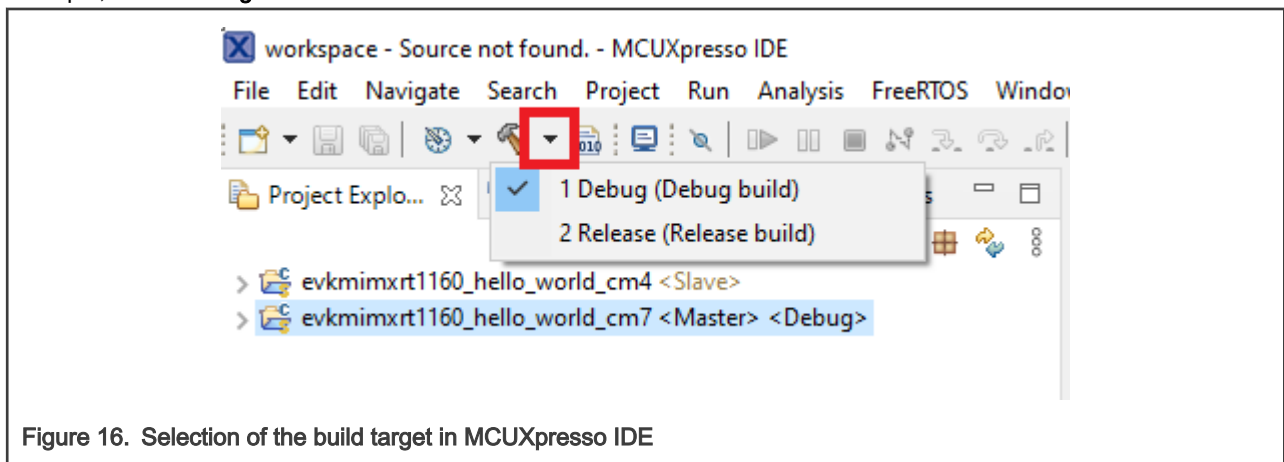 workspace - Source not found. - MCUXpresso IDE
File Edit Navigate Search Project Run Analysis FreeRTOS
010
Project Explo...
1 Debug (Debug build)
2 Release (Release build)
evkmimxrt1160_hello_world_cm4 <Slave>
evkmimxrt1160_hello_world_cm7 <Master> <Debug>
Figure 16. Selection of the build target in MCUXpresso IDE